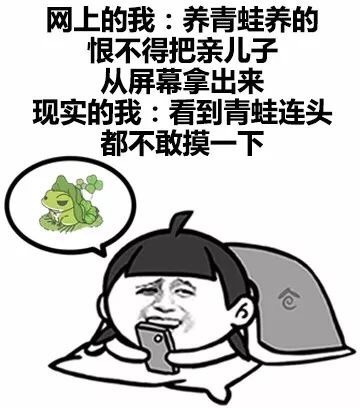 网上的我：养青蛙养的
恨不得把亲儿子
从屏幕拿出来
现实的我：看到青蛙连头
都不敢摸一下